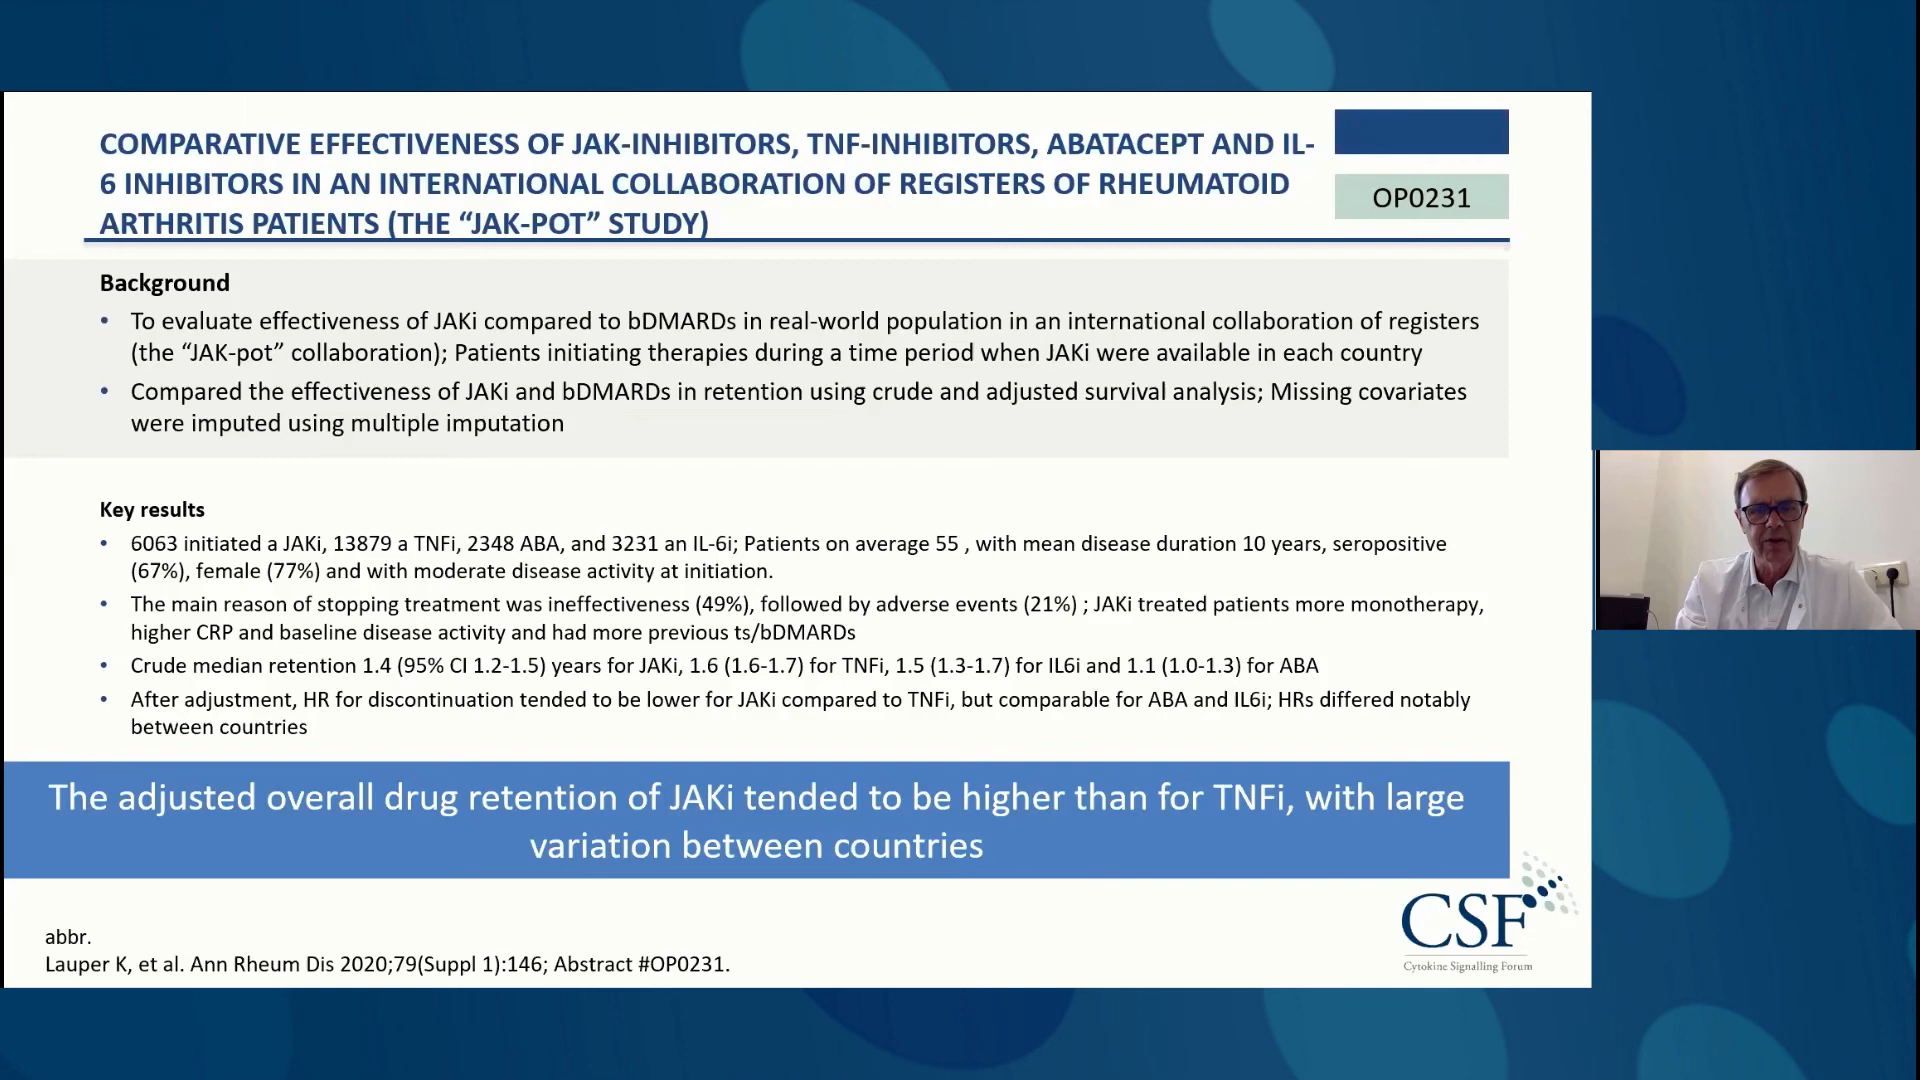 COMPARATIVE EFFECTIVENESS OF JAK-INHIBITORS, TNF-INHIBITORS, ABATACEPT AND IL-
6 INHIBITORS IN AN INTERNATIONAL COLLABORATION OF REGISTERS OF RHEUMATOID
ARTHRITIS PATIENTS (THE “JAK-POT” STUDY)
OP0231
Background
• To evaluate effectiveness of JAKi compared to bDMARDs in real-world population in an international collaboration of registers
(the “JAK-pot” collaboration); Patients initiating therapies during a time period when JAKi were available in each country
• Compared the effectiveness of JAKi and bDMARDs in retention using crude and adjusted survival analysis; Missing covariates
were imputed using multiple imputation
Key results
• 6063 initiated a JAKi, 13879 a TNFi, 2348 ABA, and 3231 an IL-6i; Patients on average 55 , with mean disease duration 10 years, seropositive
(67%), female (77%) and with moderate disease activity at initiation.
• The main reason of stopping treatment was ineffectiveness (49%), followed by adverse events (21%) ; JAKi treated patients more monotherapy,
higher CRP and baseline disease activity and had more previous ts/bDMARDs
• Crude median retention 1.4 (95% CI 1.2-1.5) years for JAKi, 1.6 (1.6-1.7) for TNFi, 1.5 (1.3-1.7) for IL6i and 1.1 (1.0-1.3) for ABA
• After adjustment, HR for discontinuation tended to be lower for JAKi compared to TNFi, but comparable for ABA and IL6i; HRs differed notably
between countries
The adjusted overall drug retention of JAKi tended to be higher than for TNFi, with large
variation between countries
CSF
Cytokine Signalling Forum
abbr.
Lauper K, et al. Ann Rheum Dis 2020;79(Suppl 1):146; Abstract #OP0231.